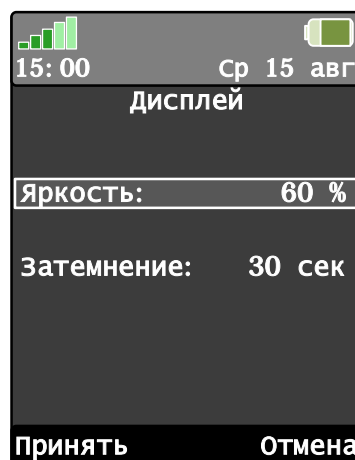 15:00 Ср 15 авг
Дисплей
Яркость: 60 %
Затемнение: 30 сек
Принять Отмена